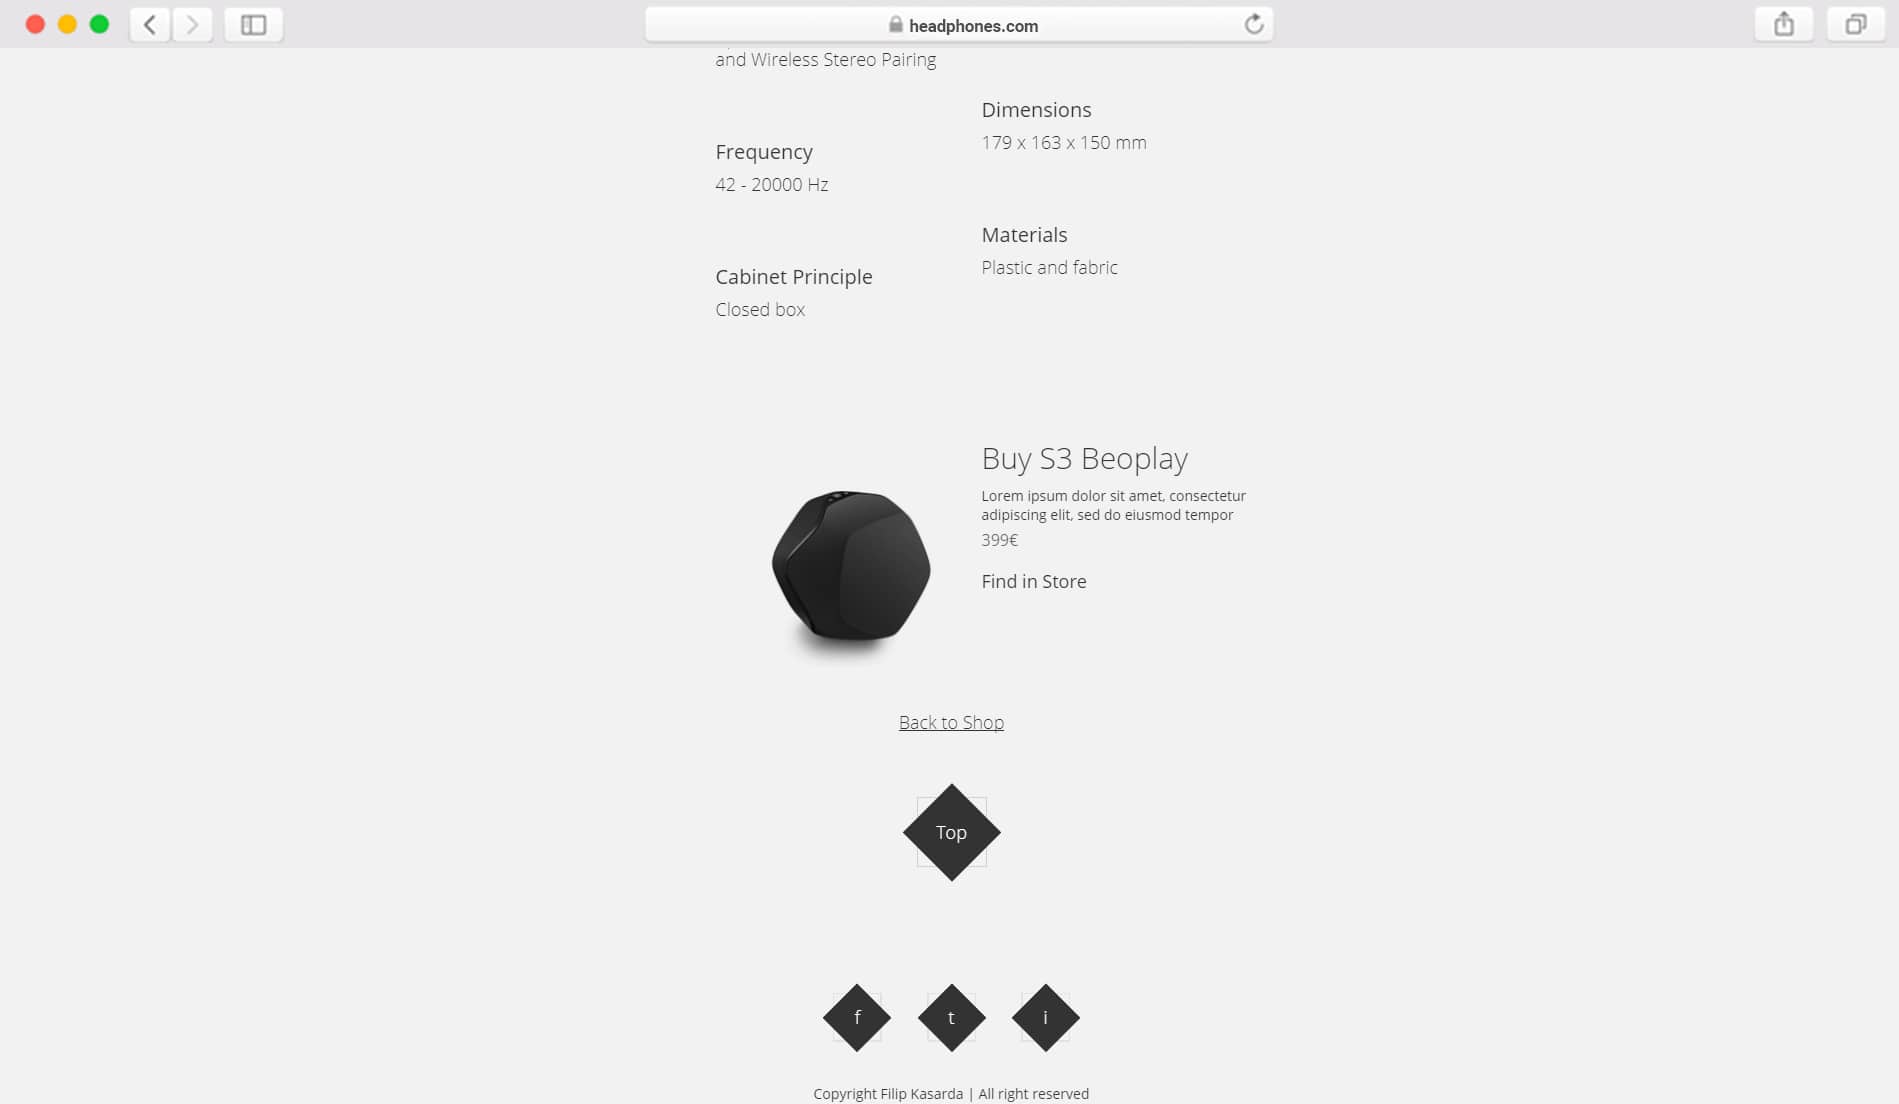 headphones.com
and Wireless Stereo Pairing
Frequency
42 - 20000 Hz
Cabinet Principle
Closed box
Dimensions
179 x 163 x 150 mm
Materials
Plastic and fabric
Buy S3 Beoplay
Lorem ipsum dolor sit amet, consectetur
adipiscing elit, sed do eiusmod tempor
399€
Find in Store
Back to Shop
Top
f t i
Copyright Filip Kasarda | All right reserved